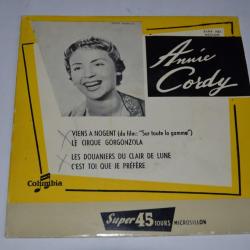 Annie
Cordy
VIENS A NOGENT (du film: "Sur toute la gamme")
LE CIRQUE GORGONZOLA
LES DOUANIERS DU CLAIR DE LUNE
C'EST TOI QUE JE PRÉFÈRE
Columbia
Super 45 TOURS MICROSILLON